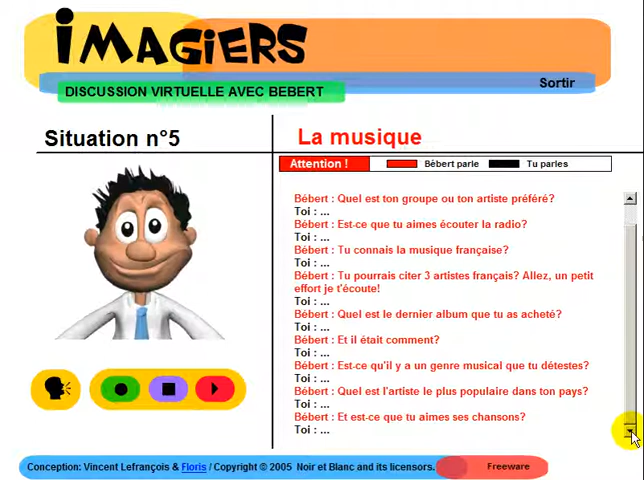 iMAGiERS
Sortir
DISCUSSION VIRTUELLE AVEC BEBERT
Situation n°5
La musique
Attention !
Bébert parle
Tu parles
Bébert : Quel est ton groupe ou ton artiste préféré?
Toi : ...
Bébert : Est-ce que tu aimes écouter la radio?
Toi : ...
Bébert : Tu connais la musique française?
Toi : ...
Bébert : Tu pourrais citer 3 artistes français? Allez, un petit
effort je t'écoute!
Toi : ...
Bébert : Quel est le dernier album que tu as acheté?
Toi : ...
Bébert : Et il était comment?
Toi : ...
Bébert : Est-ce qu'il y a un genre musical que tu détestes?
Toi : ...
Bébert : Quel est l'artiste le plus populaire dans ton pays?
Toi : ...
Bébert : Et est-ce que tu aimes ses chansons?
Toi : ...
Conception: Vincent Lefrançois & Floris / Copyright © 2005 Noir et Blanc and its licensors.
Freeware